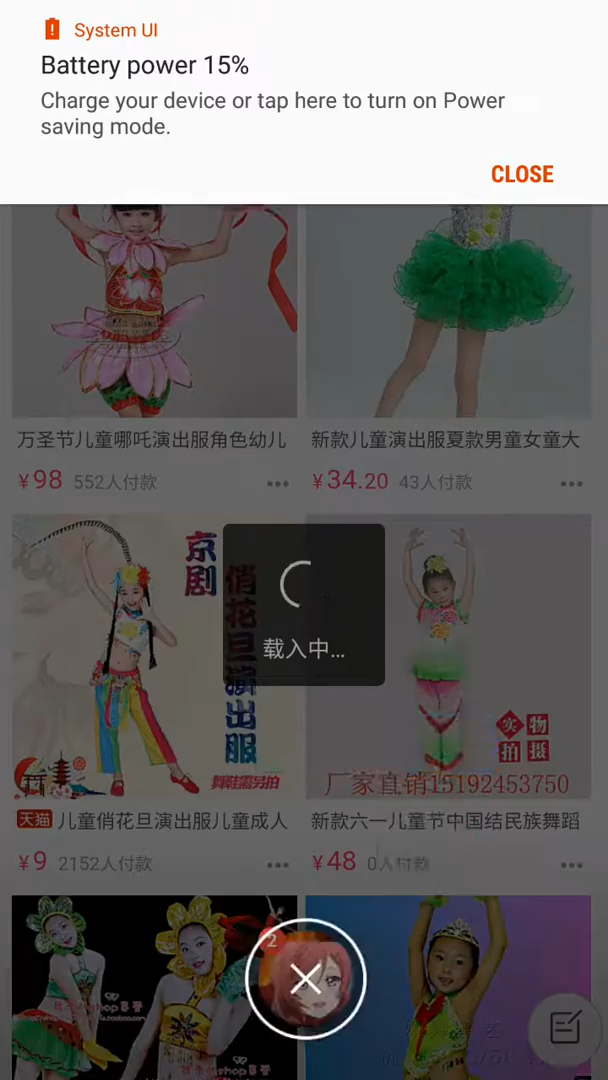 System UI
Battery power 15%
Charge your device or tap here to turn on Power
saving mode.
CLOSE
万圣节儿童哪吒演出服角色幼儿
新款儿童演出服夏款男童女童大
¥98 552人付款
¥34.20 43人付款
京剧
俏花旦演出服
载入中...
实物
拍摄
舞鞋需另拍
厂家直销15192453750
天猫 儿童俏花旦演出服儿童成人
新款六一儿童节中国结民族舞蹈
¥9 2152人付款
¥48 0人付款
2